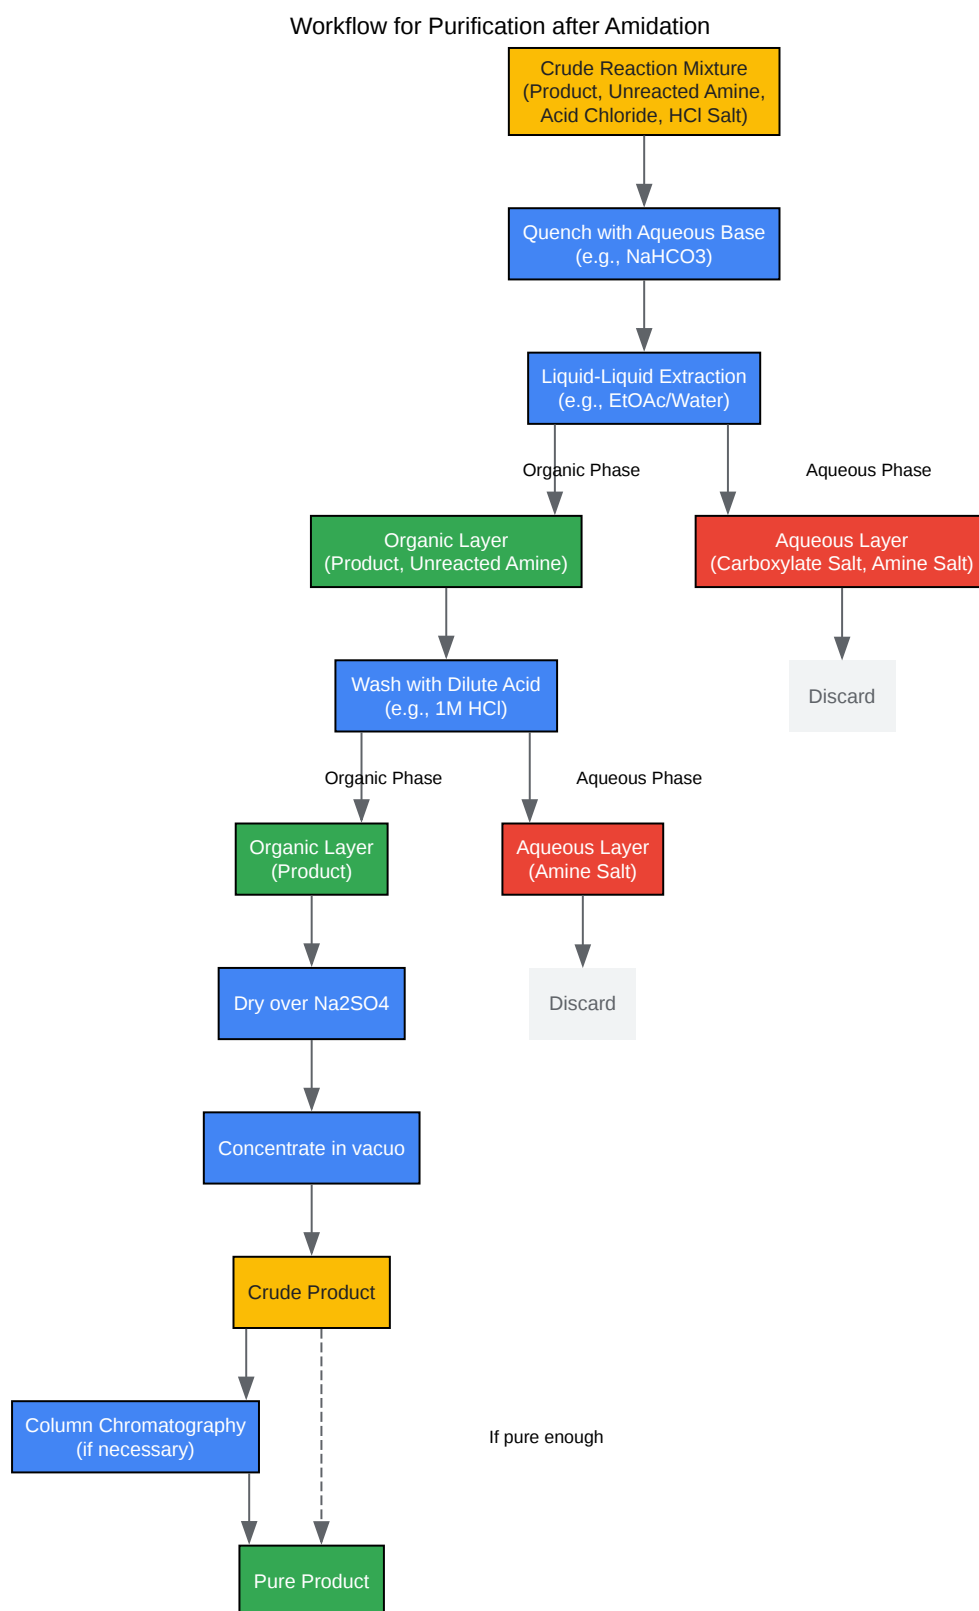 Workflow for Purification after Amidation
Crude Reaction Mixture
(Product, Unreacted Amine,
Acid Chloride, HCl Salt)
Quench with Aqueous Base
(e.g., NaHCO3)
Liquid-Liquid Extraction
(e.g., EtOAc/Water)
Organic Phase
Aqueous Phase
Organic Layer
(Product, Unreacted Amine)
Aqueous Layer
(Carboxylate Salt, Amine Salt)
Wash with Dilute Acid
(e.g., 1M HCl)
Discard
Organic Phase
Aqueous Phase
Organic Layer
(Product)
Aqueous Layer
(Amine Salt)
Dry over Na2SO4
Discard
Concentrate in vacuo
Crude Product
Column Chromatography
(if necessary)
If pure enough
Pure Product